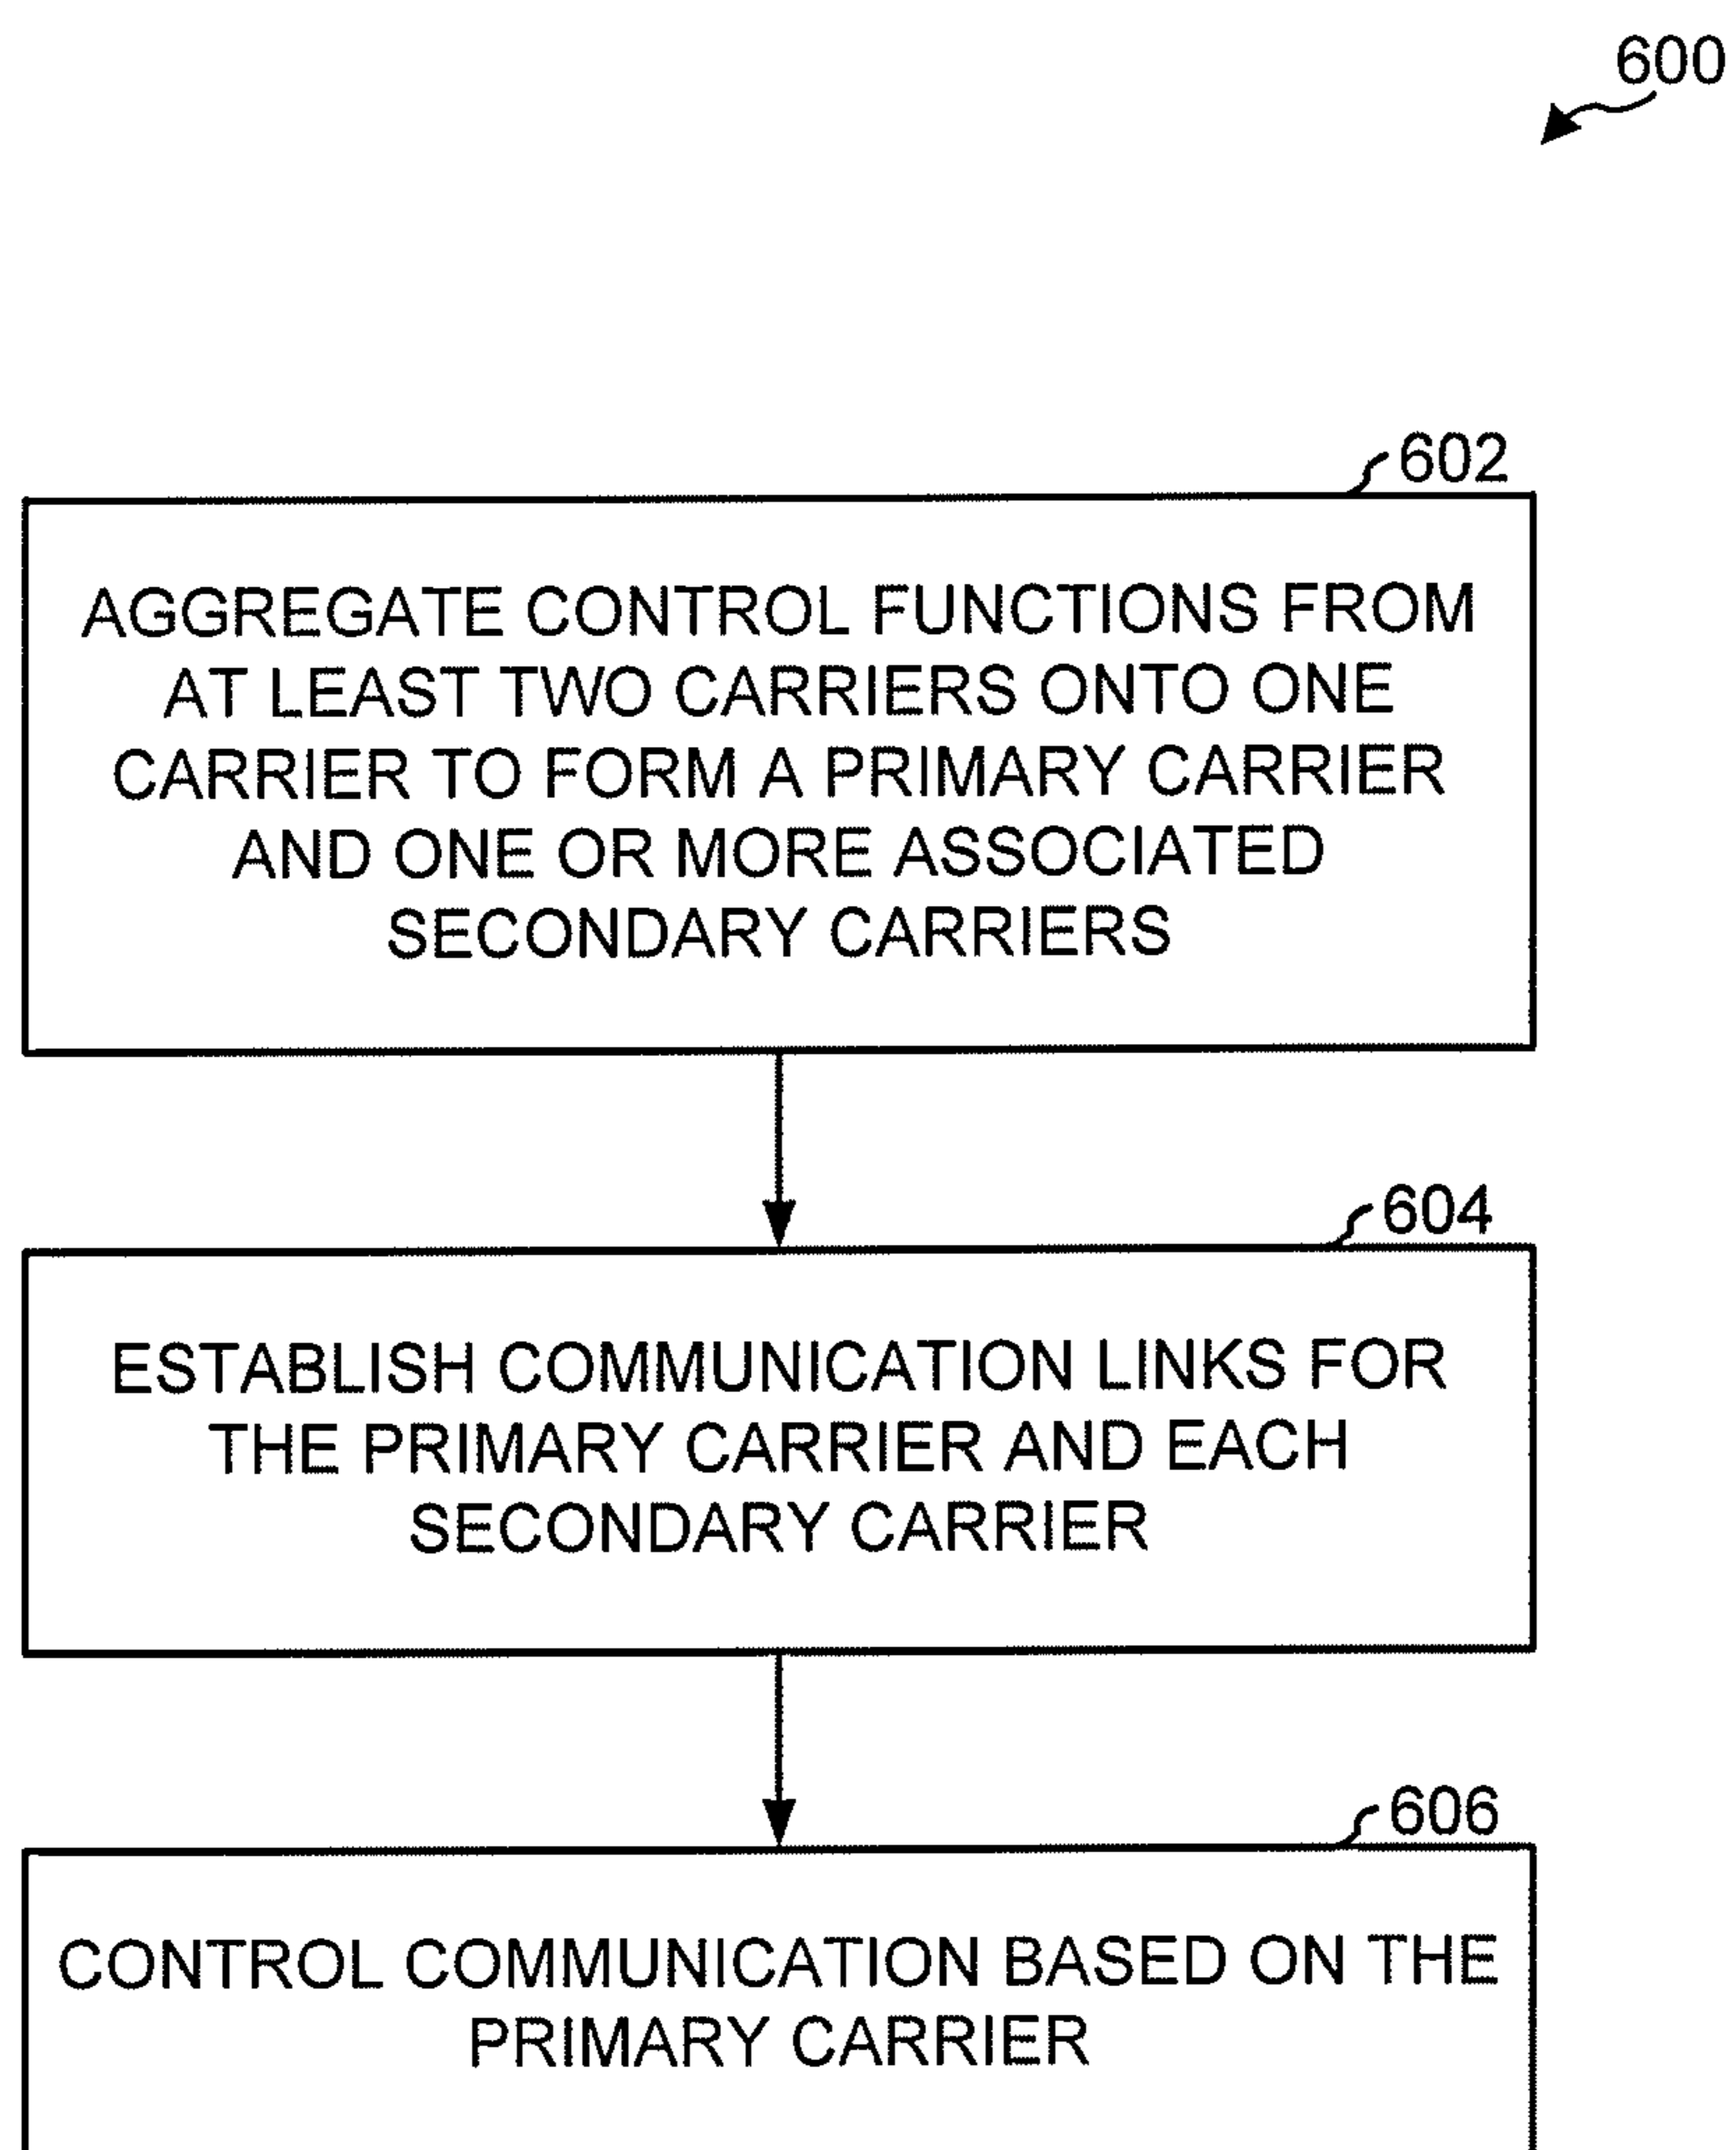 600
602
AGGREGATE CONTROL FUNCTIONS FROM
AT LEAST TWO CARRIERS ONTO ONE
CARRIER TO FORM A PRIMARY CARRIER
AND ONE OR MORE ASSOCIATED
SECONDARY CARRIERS
604
ESTABLISH COMMUNICATION LINKS FOR
THE PRIMARY CARRIER AND EACH
SECONDARY CARRIER
606
CONTROL COMMUNICATION BASED ON THE
PRIMARY CARRIER